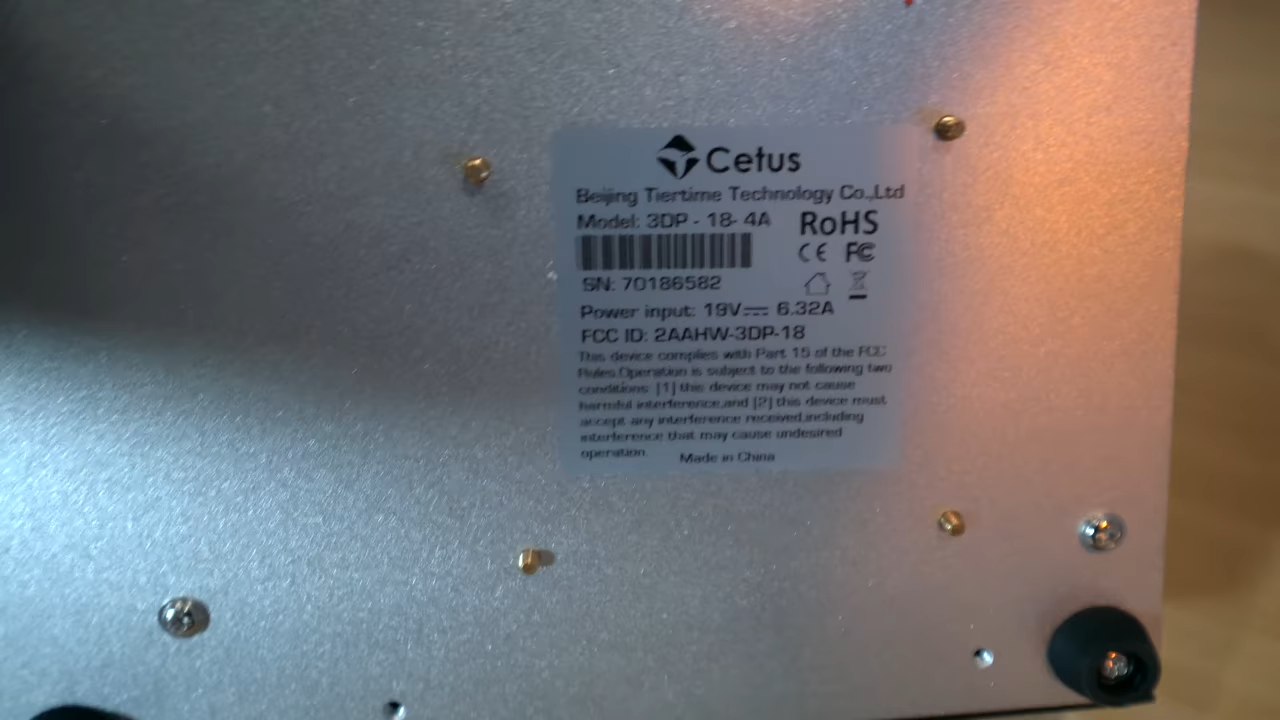 Cetus
Beijing Tiertime Technology Co.,Ltd
Model: 3DP - 18- 4A
RoHS
CE FC
SN: 70186582
Power input: 19V⎓ 6.32A
FCC ID: 2AAHW-3DP-18
This device complies with Part 15 of the FCC
Rules.Operation is subject to the following two
conditions: [1] this device may not cause
harmful interference,and [2] this device must
accept any interference received,including
interference that may cause undesired
operation.
Made in China